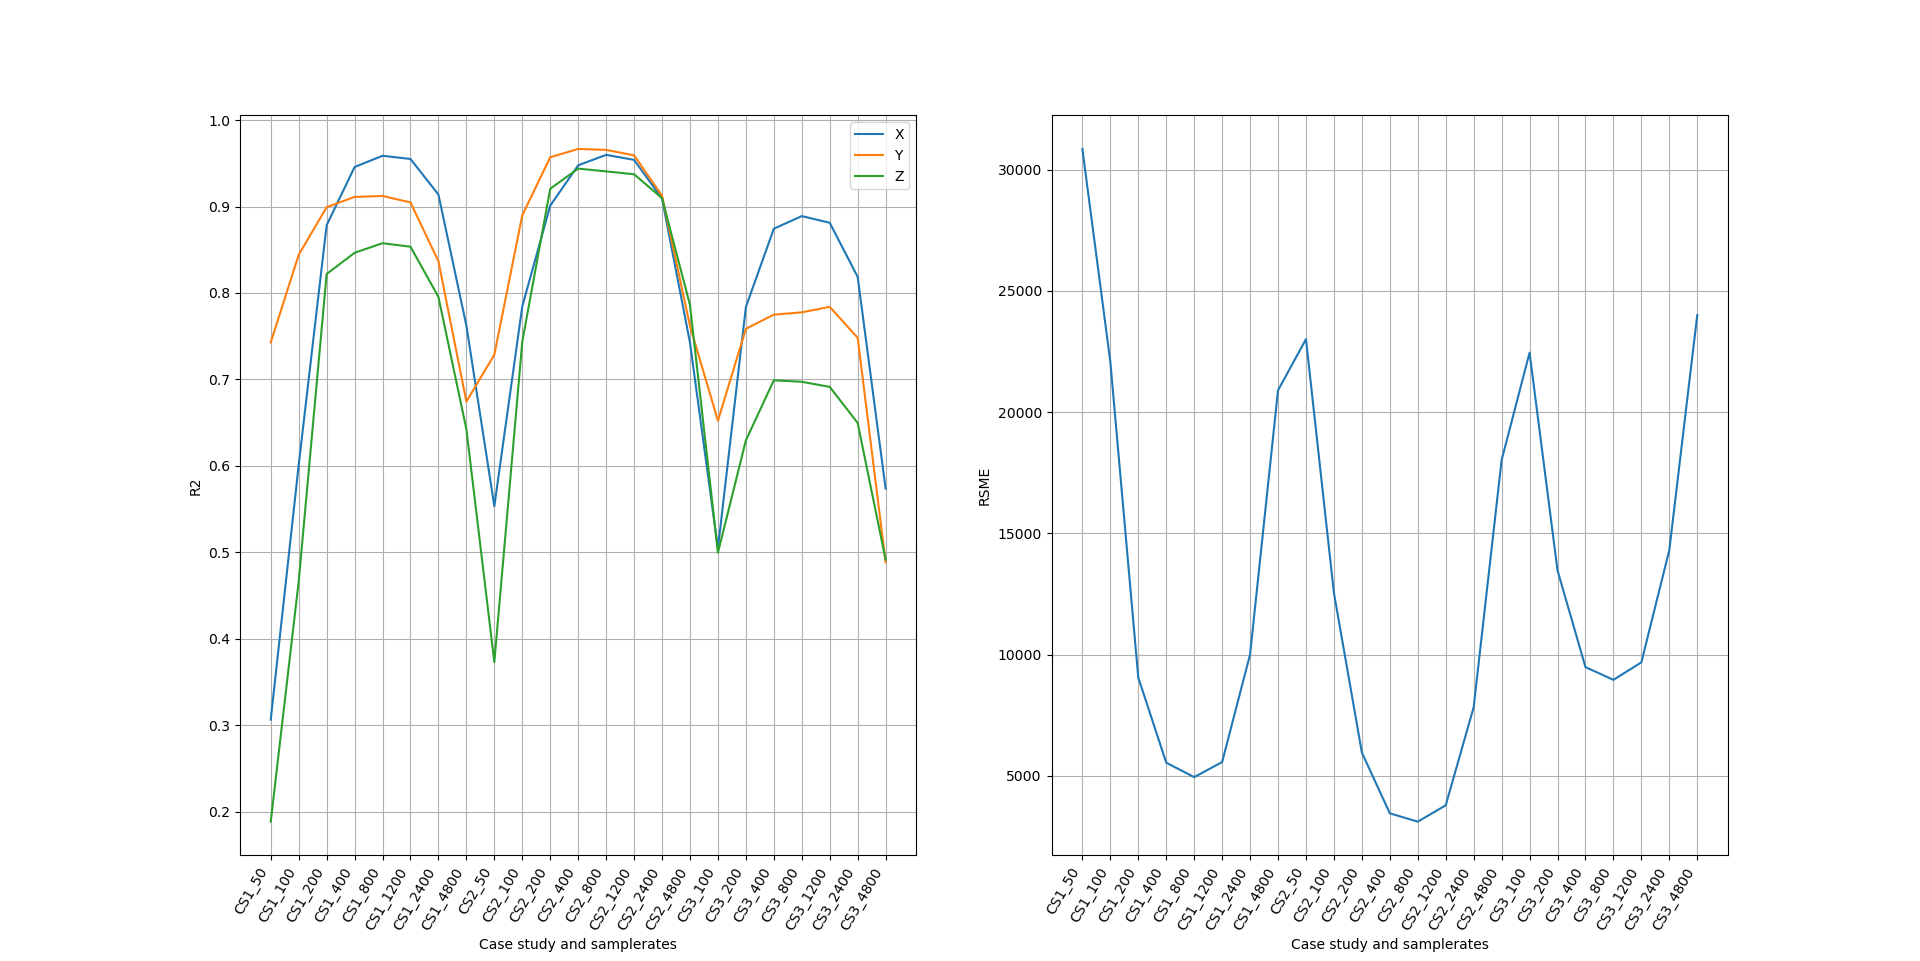 1.0
0.9
0.8
0.7
0.6
0.5
0.4
0.3
0.2
R2
X
Y
Z
CS1_50
CS1_100
CS1_200
CS1_400
CS1_800
CS1_1200
CS1_2400
CS1_4800
CS2_50
CS2_100
CS2_200
CS2_400
CS2_800
CS2_1200
CS2_2400
CS2_4800
CS3_100
CS3_200
CS3_400
CS3_800
CS3_1200
CS3_2400
CS3_4800
Case study and samplerates
30000
25000
20000
15000
10000
5000
RSME
CS1_50
CS1_100
CS1_200
CS1_400
CS1_800
CS1_1200
CS1_2400
CS1_4800
CS2_50
CS2_100
CS2_200
CS2_400
CS2_800
CS2_1200
CS2_2400
CS2_4800
CS3_100
CS3_200
CS3_400
CS3_800
CS3_1200
CS3_2400
CS3_4800
Case study and samplerates